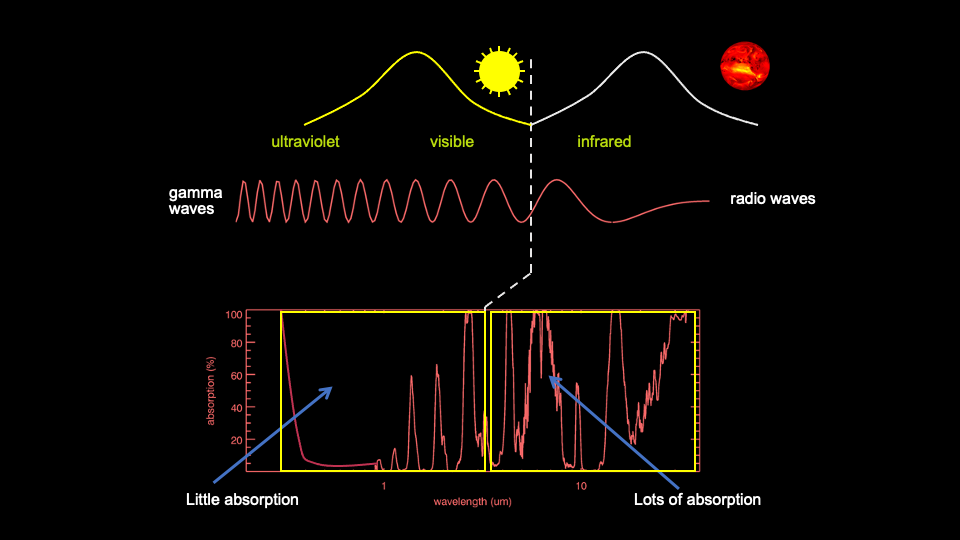 ultraviolet visible infrared
gamma
waves
radio waves
100
80
60
40
20
absorption (%)
1 10
wavelength (um)
Little absorption
Lots of absorption